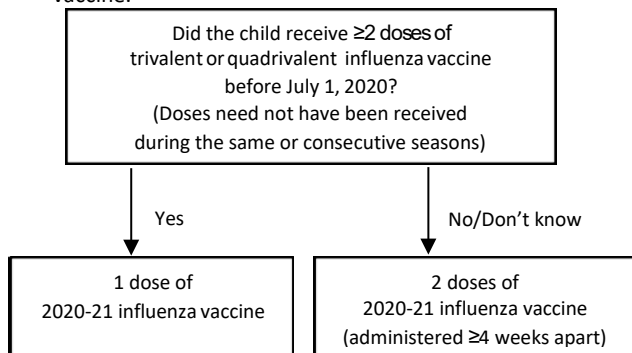 vaccine.
Did the child receive ≥2 doses of
trivalent or quadrivalent influenza vaccine
before July 1, 2020?
(Doses need not have been received
during the same or consecutive seasons)
Yes
No/Don’t know
1 dose of
2020-21 influenza vaccine
2 doses of
2020-21 influenza vaccine
(administered ≥4 weeks apart)